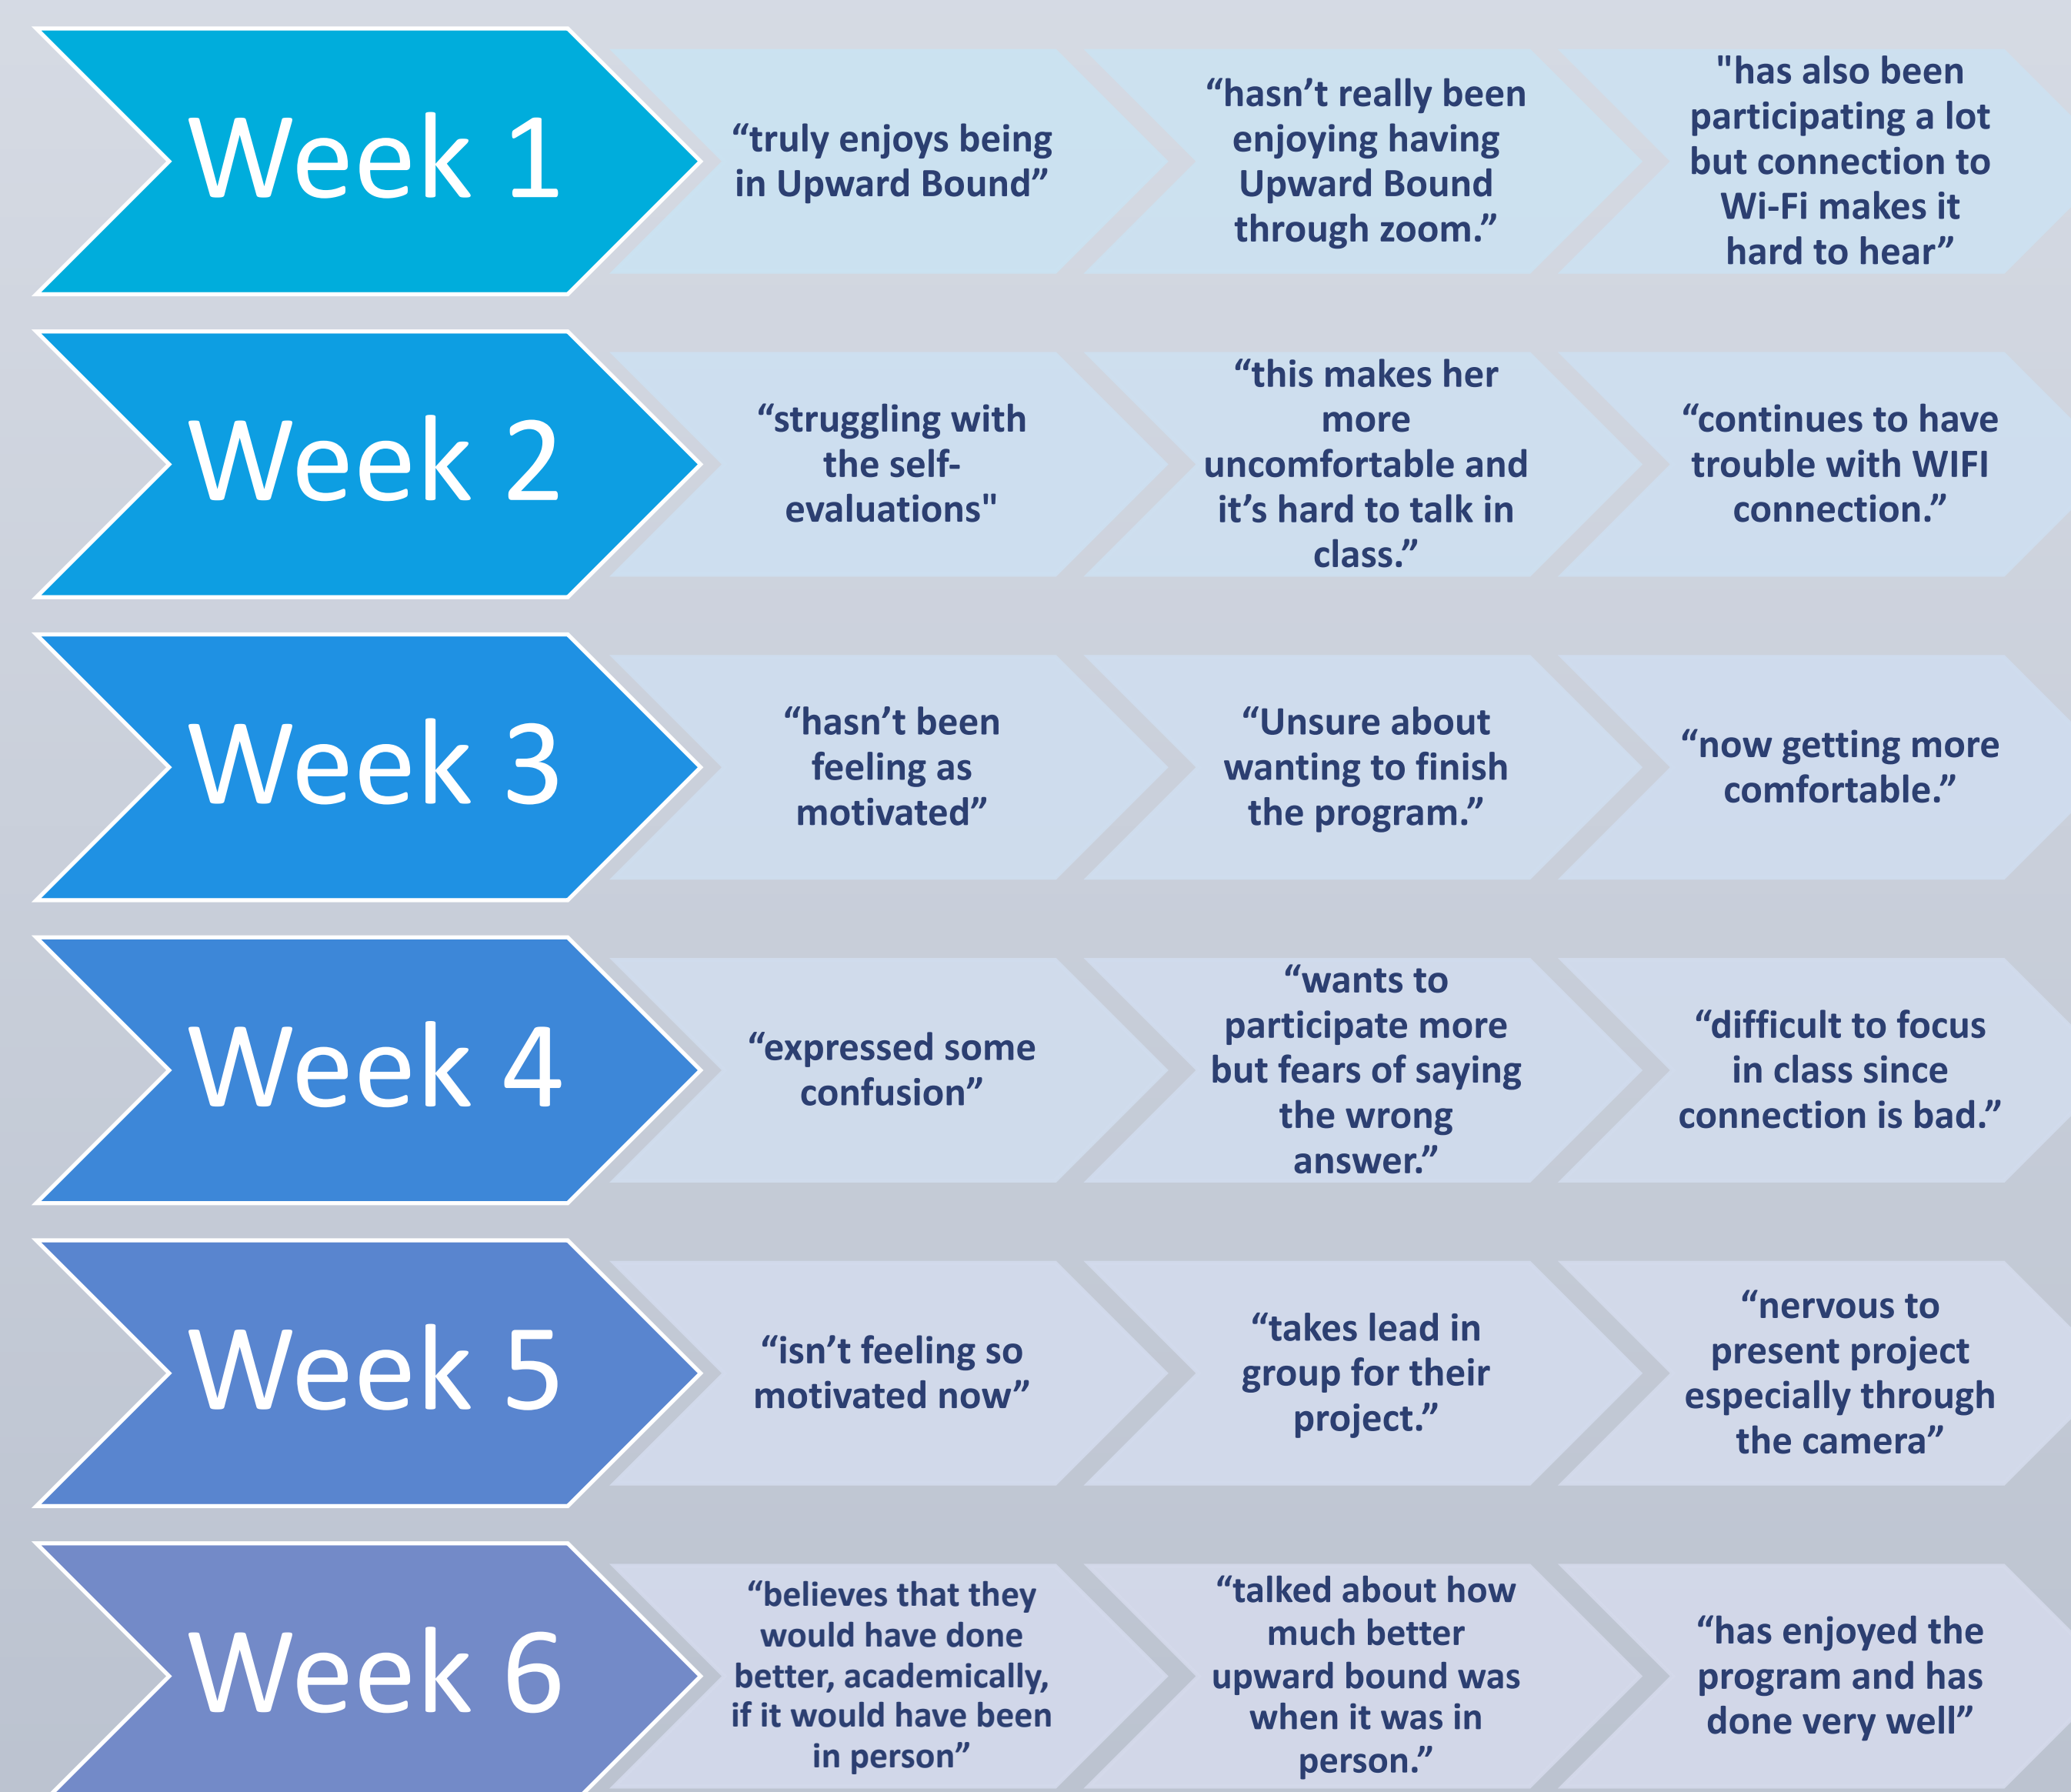 Week 1
“truly enjoys being
in Upward Bound”
“hasn’t really been
enjoying having
Upward Bound
through zoom.”
"has also been
participating a lot
but connection to
Wi-Fi makes it
hard to hear”
Week 2
“struggling with
the self-
evaluations"
“this makes her
more
uncomfortable and
it’s hard to talk in
class.”
“continues to have
trouble with WIFI
connection.”
Week 3
“hasn’t been
feeling as
motivated”
“Unsure about
wanting to finish
the program.”
“now getting more
comfortable.”
Week 4
“expressed some
confusion”
“wants to
participate more
but fears of saying
the wrong
answer.”
“difficult to focus
in class since
connection is bad.”
Week 5
“isn’t feeling so
motivated now”
“takes lead in
group for their
project.”
“nervous to
present project
especially through
the camera”
Week 6
“believes that they
would have done
better, academically,
if it would have been
in person”
“talked about how
much better
upward bound was
when it was in
person.”
“has enjoyed the
program and has
done very well”